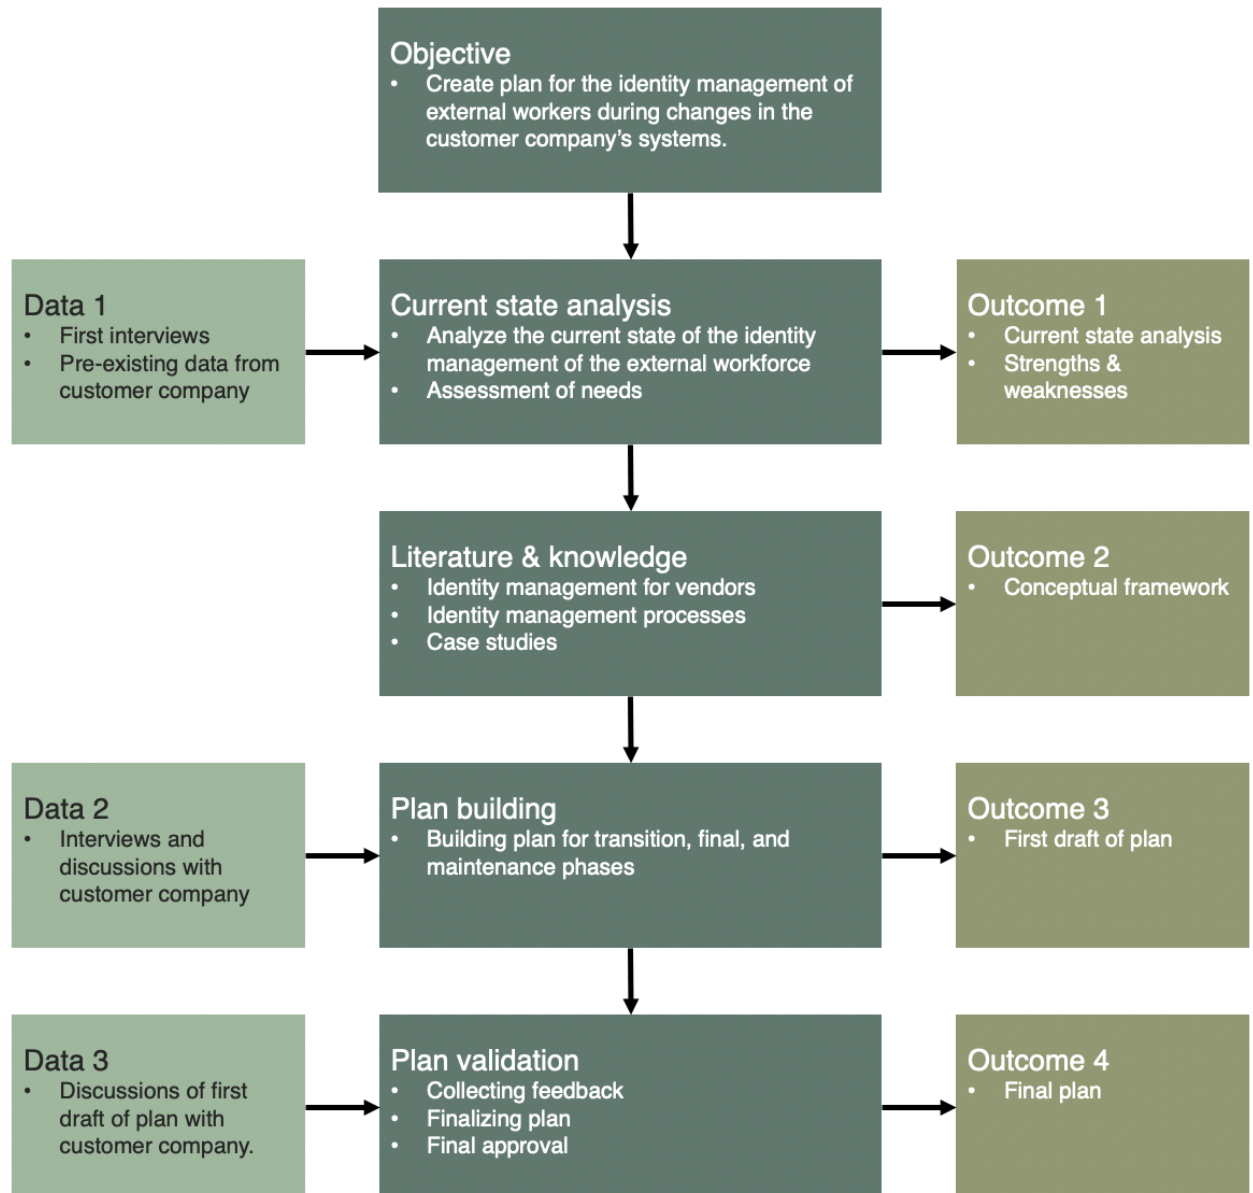 Objective
• Create plan for the identity management of
external workers during changes in the
customer company's systems.
Data 1
• First interviews
• Pre-existing data from
customer company
Current state analysis
• Analyze the current state of the identity
management of the external workforce
• Assessment of needs
Outcome 1
• Current state analysis
• Strengths &
weaknesses
Literature & knowledge
• Identity management for vendors
• Identity management processes
• Case studies
Outcome 2
• Conceptual framework
Data 2
• Interviews and
discussions with
customer company
Plan building
• Building plan for transition, final, and
maintenance phases
Outcome 3
• First draft of plan
Data 3
• Discussions of first
draft of plan with
customer company.
Plan validation
• Collecting feedback
• Finalizing plan
• Final approval
Outcome 4
• Final plan